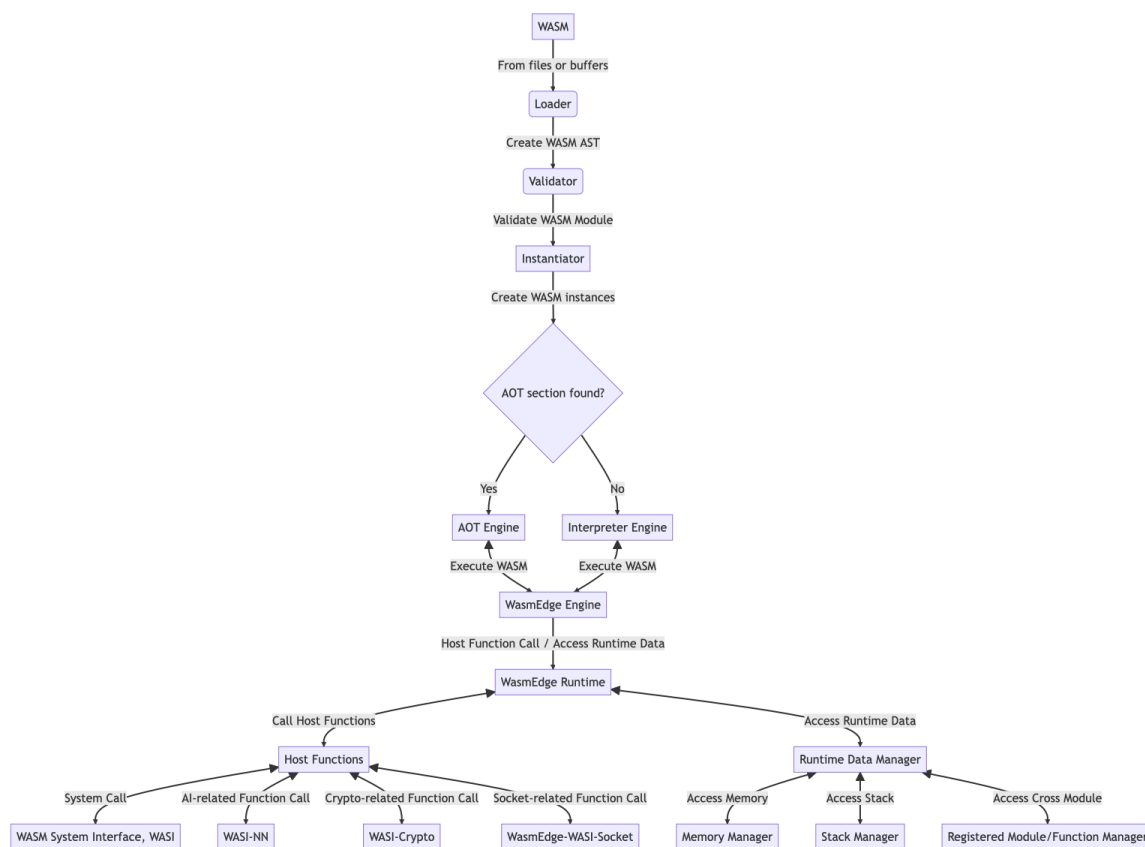 WASM
From files or buffers
Loader
Create WASM AST
Validator
Validate WASM Module
Instantiator
Create WASM instances
AOT section found?
Yes
No
AOT Engine
Interpreter Engine
Execute WASM
Execute WASM
WasmEdge Engine
Host Function Call / Access Runtime Data
WasmEdge Runtime
Call Host Functions
Access Runtime Data
Host Functions
Runtime Data Manager
System Call
AI-related Function Call
Crypto-related Function Call
Socket-related Function Call
Access Memory
Access Stack
Access Cross Module
WASM System Interface, WASI
WASI-NN
WASI-Crypto
WasmEdge-WASI-Socket
Memory Manager
Stack Manager
Registered Module/Function Manager